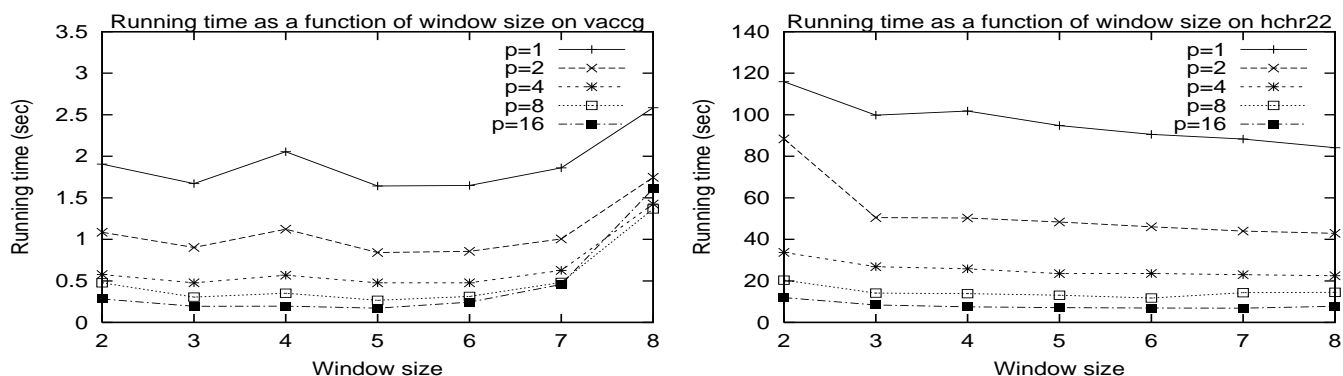 Running time as a function of window size on vaccg
3.5
3
2.5
2
1.5
1
0.5
0
Running time (sec)
p=1
p=2
p=4
p=8
p=16
2 3 4 5 6 7 8
Window size
Running time as a function of window size on hchr22
140
120
100
80
60
40
20
0
Running time (sec)
p=1
p=2
p=4
p=8
p=16
2 3 4 5 6 7 8
Window size